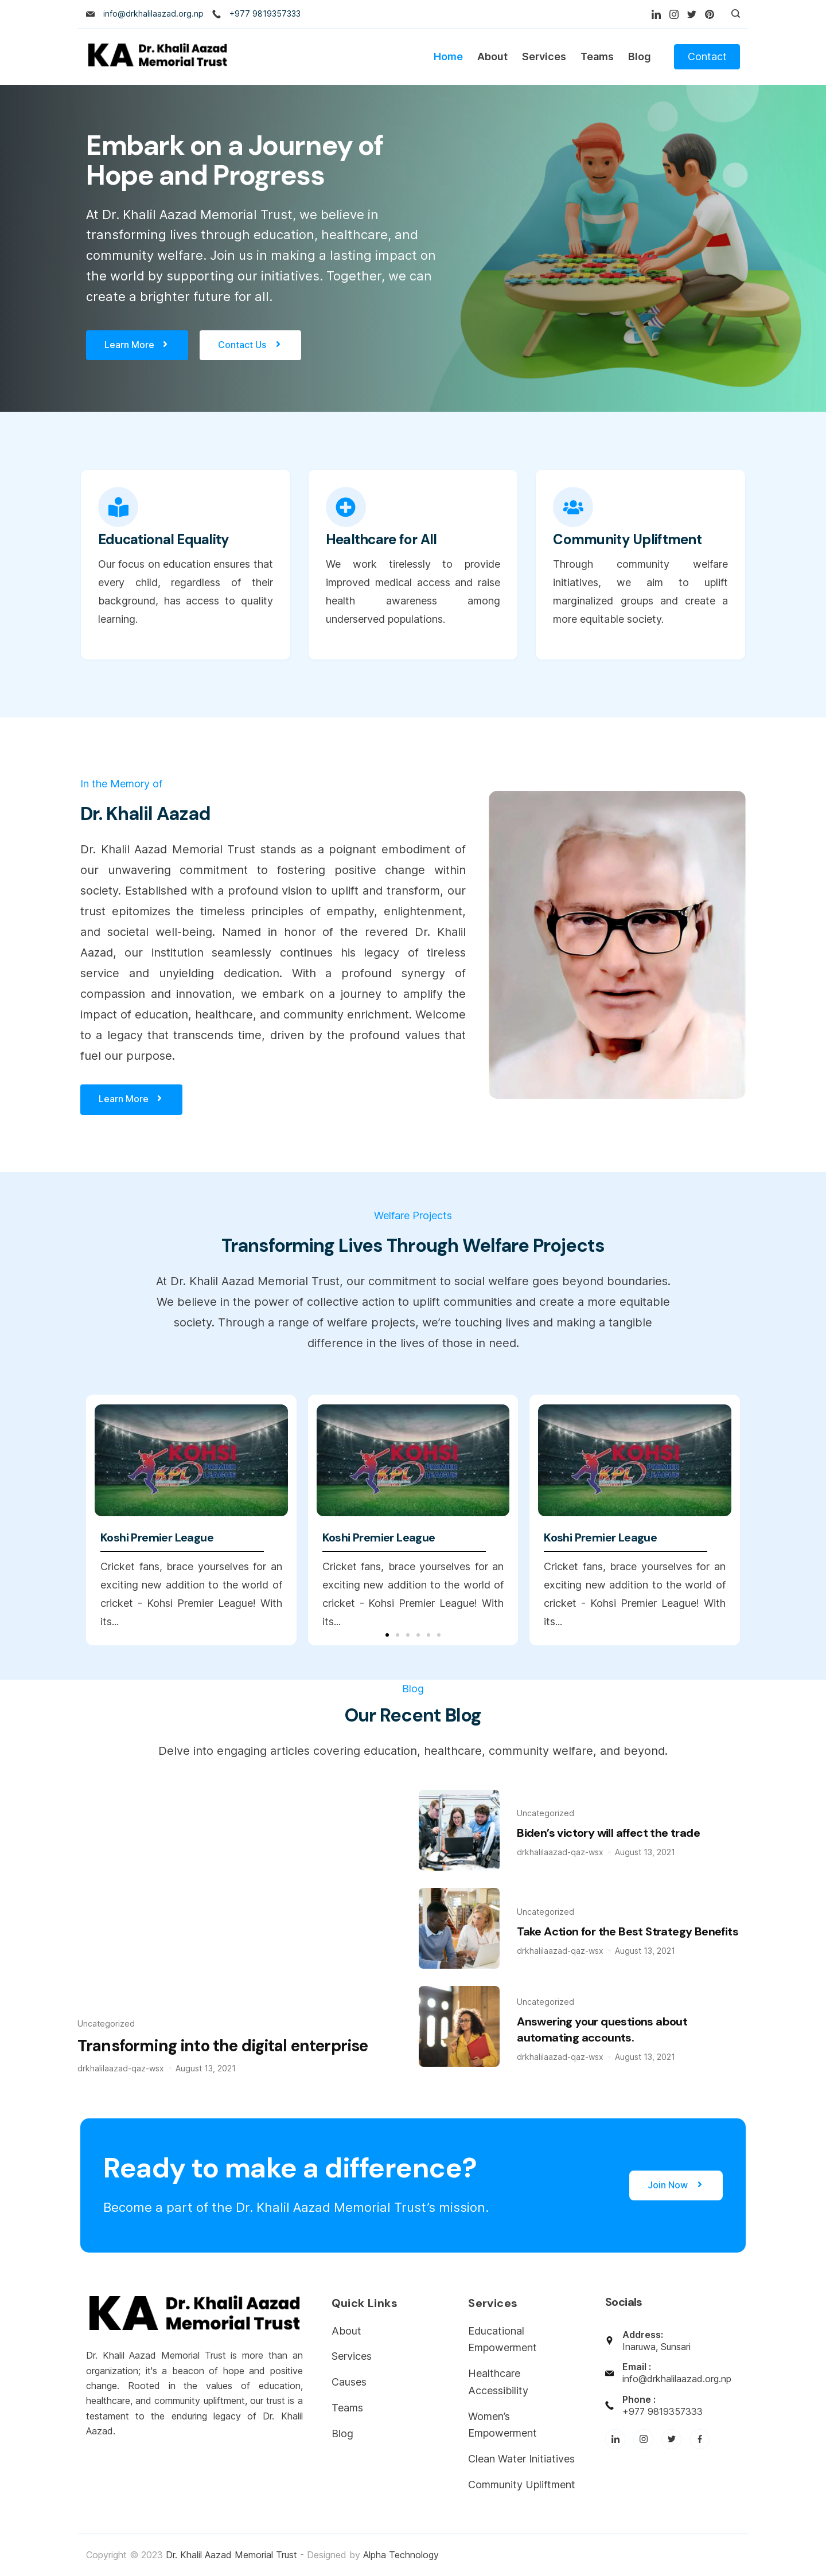 info@drkhalilaazad.org.np +977 9819357333
KA Dr. Khalil Aazad
Memorial Trust
Home About Services Teams Blog Contact
Embark on a Journey of
Hope and Progress
At Dr. Khalil Aazad Memorial Trust, we believe in
transforming lives through education, healthcare, and
community welfare. Join us in making a lasting impact on
the world by supporting our initiatives. Together, we can
create a brighter future for all.
Learn More Contact Us
Educational Equality
Our focus on education ensures that
every child, regardless of their
background, has access to quality
learning.
Healthcare for All
We work tirelessly to provide
improved medical access and raise
health awareness among
underserved populations.
Community Upliftment
Through community welfare
initiatives, we aim to uplift
marginalized groups and create a
more equitable society.
In the Memory of
Dr. Khalil Aazad
Dr. Khalil Aazad Memorial Trust stands as a poignant embodiment of
our unwavering commitment to fostering positive change within
society. Established with a profound vision to uplift and transform, our
trust epitomizes the timeless principles of empathy, enlightenment,
and societal well-being. Named in honor of the revered Dr. Khalil
Aazad, our institution seamlessly continues his legacy of tireless
service and unyielding dedication. With a profound synergy of
compassion and innovation, we embark on a journey to amplify the
impact of education, healthcare, and community enrichment. Welcome
to a legacy that transcends time, driven by the profound values that
fuel our purpose.
Learn More
Welfare Projects
Transforming Lives Through Welfare Projects
At Dr. Khalil Aazad Memorial Trust, our commitment to social welfare goes beyond boundaries.
We believe in the power of collective action to uplift communities and create a more equitable
society. Through a range of welfare projects, we’re touching lives and making a tangible
difference in the lives of those in need.
KOHSI
KPL PREMIER
LEAGUE
Koshi Premier League
Cricket fans, brace yourselves for an
exciting new addition to the world of
cricket - Kohsi Premier League! With
its...
KOHSI
KPL PREMIER
LEAGUE
Koshi Premier League
Cricket fans, brace yourselves for an
exciting new addition to the world of
cricket - Kohsi Premier League! With
its...
KOHSI
KPL PREMIER
LEAGUE
Koshi Premier League
Cricket fans, brace yourselves for an
exciting new addition to the world of
cricket - Kohsi Premier League! With
its...
Blog
Our Recent Blog
Delve into engaging articles covering education, healthcare, community welfare, and beyond.
Uncategorized
Transforming into the digital enterprise
drkhalilaazad-qaz-wsx · August 13, 2021
Uncategorized
Biden’s victory will affect the trade
drkhalilaazad-qaz-wsx · August 13, 2021
Uncategorized
Take Action for the Best Strategy Benefits
drkhalilaazad-qaz-wsx · August 13, 2021
Uncategorized
Answering your questions about
automating accounts.
drkhalilaazad-qaz-wsx · August 13, 2021
Ready to make a difference?
Become a part of the Dr. Khalil Aazad Memorial Trust’s mission.
Join Now
KA Dr. Khalil Aazad
Memorial Trust
Dr. Khalil Aazad Memorial Trust is more than an
organization; it's a beacon of hope and positive
change. Rooted in the values of education,
healthcare, and community upliftment, our trust is a
testament to the enduring legacy of Dr. Khalil
Aazad.
Quick Links
About
Services
Causes
Teams
Blog
Services
Educational
Empowerment
Healthcare
Accessibility
Women’s
Empowerment
Clean Water Initiatives
Community Upliftment
Socials
Address:
Inaruwa, Sunsari
Email :
info@drkhalilaazad.org.np
Phone :
+977 9819357333
Copyright © 2023 Dr. Khalil Aazad Memorial Trust - Designed by Alpha Technology